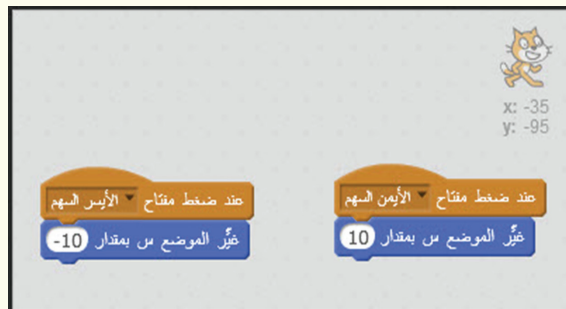 x: -35
y: -95
عند ضغط مفتاح الأيمن السهم
غيِّر الموضع س بمقدار 10
عند ضغط مفتاح الأيسر السهم
غيِّر الموضع س بمقدار -10